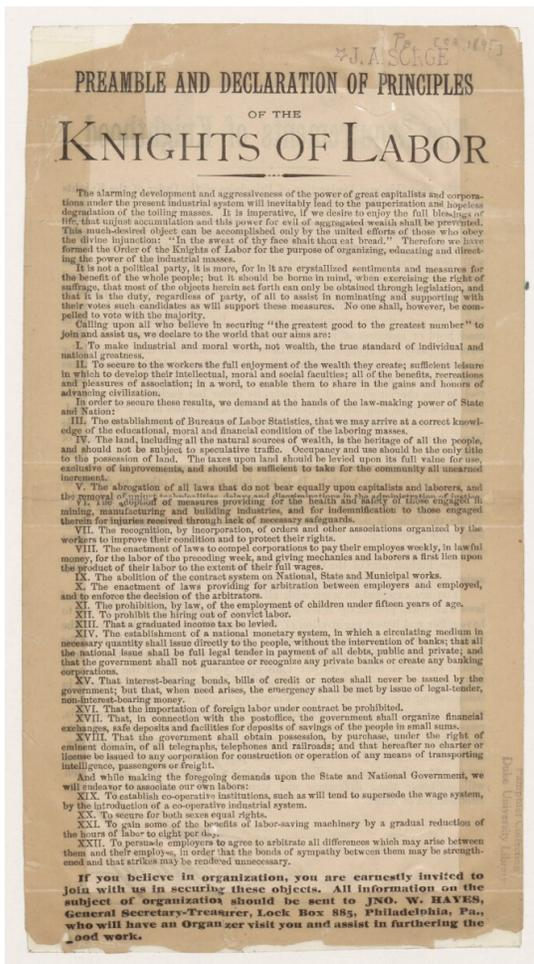 J. A. SORGE
PREAMBLE AND DECLARATION OF PRINCIPLES
OF THE
KNIGHTS OF LABOR
The alarming development and aggressiveness of the power of great capitalists and corpora-
tions under the present industrial system will inevitably lead to the pauperization and hopeless
degradation of the toiling masses. It is imperative, if we desire to enjoy the full blessings of
life, that unjust accumulation and this power for evil of aggregated wealth shall be prevented.
This much-desired object can be accomplished only by the united efforts of those who obey
the divine injunction: "In the sweat of thy face shalt thou eat bread." Therefore we have
formed the Order of the Knights of Labor for the purpose of organizing, educating and direct-
ing the power of the industrial masses.
It is not a political party, it is more, for in it are crystallized sentiments and measures for
the benefit of the whole people; but it should be borne in mind, when exercising the right of
suffrage, that most of the objects herein set forth can only be obtained through legislation, and
that it is the duty, regardless of party, of all to assist in nominating and supporting with
their votes such candidates as will support these measures. No one shall, however, be com-
pelled to vote with the majority.
Calling upon all who believe in securing "the greatest good to the greatest number" to
join and assist us, we declare to the world that our aims are:
I. To make industrial and moral worth, not wealth, the true standard of individual and
national greatness.
II. To secure to the workers the full enjoyment of the wealth they create; sufficient leisure
in which to develop their intellectual, moral and social faculties; all of the benefits, recreations
and pleasures of association; in a word, to enable them to share in the gains and honors of
advancing civilization.
In order to secure these results, we demand at the hands of the law-making power of State
and Nation:
III. The establishment of Bureaus of Labor Statistics, that we may arrive at a correct knowl-
edge of the educational, moral and financial condition of the laboring masses.
IV. The land, including all the natural sources of wealth, is the heritage of all the people,
and should not be subject to speculative traffic. Occupancy and use should be the only title
to the possession of land. The taxes upon land should be levied upon its full value for use,
exclusive of improvements, and should be sufficient to take for the community all unearned
increment.
V. The abrogation of all laws that do not bear equally upon capitalists and laborers, and
the removal of unjust technicalities, delays and discriminations in the administration of justice.
VI. The adoption of measures providing for the health and safety of those engaged in
mining, manufacturing and building industries, and for indemnification to those engaged
therein for injuries received through lack of necessary safeguards.
VII. The recognition, by incorporation, of orders and other associations organized by the
workers to improve their condition and to protect their rights.
VIII. The enactment of laws to compel corporations to pay their employes weekly, in lawful
money, for the labor of the preceding week, and giving mechanics and laborers a first lien upon
the product of their labor to the extent of their full wages.
IX. The abolition of the contract system on National, State and Municipal works.
X. The enactment of laws providing for arbitration between employers and employed,
and to enforce the decision of the arbitrators.
XI. The prohibition, by law, of the employment of children under fifteen years of age.
XII. To prohibit the hiring out of convict labor.
XIII. That a graduated income tax be levied.
XIV. The establishment of a national monetary system, in which a circulating medium in
necessary quantity shall issue directly to the people, without the intervention of banks; that all
the national issue shall be full legal tender in payment of all debts, public and private; and
that the government shall not guarantee or recognize any private banks or create any banking
corporations.
XV. That interest-bearing bonds, bills of credit or notes shall never be issued by the
government; but that, when need arises, the emergency shall be met by issue of legal-tender,
non-interest-bearing money.
XVI. That the importation of foreign labor under contract be prohibited.
XVII. That, in connection with the postoffice, the government shall organize financial
exchanges, safe deposits and facilities for deposits of savings of the people in small sums.
XVIII. That the government shall obtain possession, by purchase, under the right of
eminent domain, of all telegraphs, telephones and railroads; and that hereafter no charter or
license be issued to any corporation for construction or operation of any means of transporting
intelligence, passengers or freight.
And while making the foregoing demands upon the State and National Government, we
will endeavor to associate our own labors:
XIX. To establish co-operative institutions, such as will tend to supersede the wage system,
by the introduction of a co-operative industrial system.
XX. To secure for both sexes equal rights.
XXI. To gain some of the benefits of labor-saving machinery by a gradual reduction of
the hours of labor to eight per day.
XXII. To persuade employers to agree to arbitrate all differences which may arise between
them and their employes, in order that the bonds of sympathy between them may be strength-
ened and that strikes may be rendered unnecessary.
If you believe in organization, you are earnestly invited to
join with us in securing these objects. All information on the
subject of organization should be sent to JNO. W. HAYES,
General Secretary-Treasurer, Lock Box 885, Philadelphia, Pa.,
who will have an Organ zer visit you and assist in furthering the
ood work.
Duke University